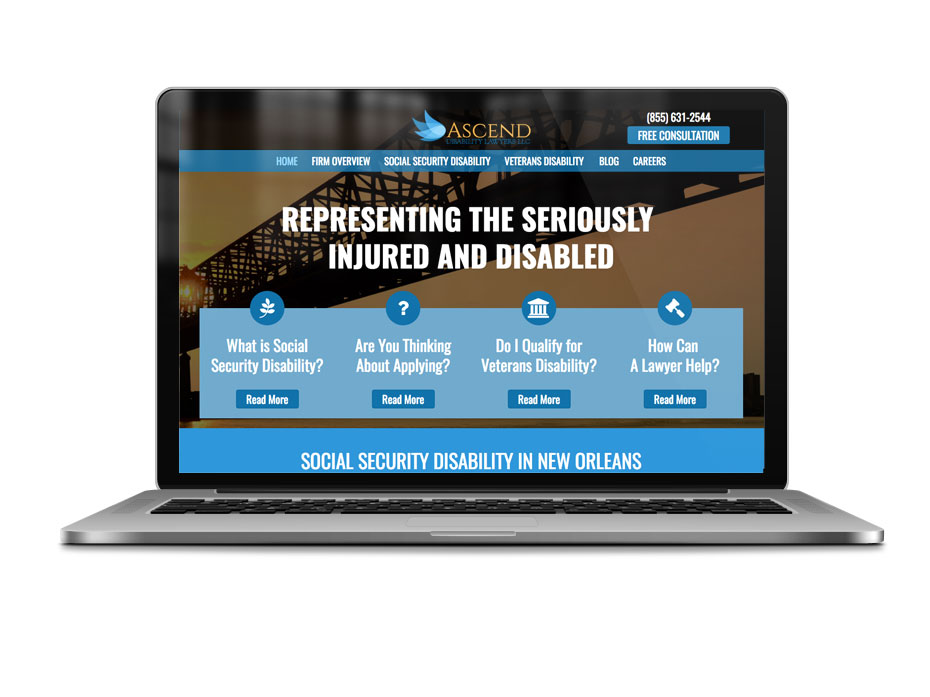 ASCEND
DISABILITY LAWYERS LLC
(855) 631-2544
FREE CONSULTATION
HOME FIRM OVERVIEW SOCIAL SECURITY DISABILITY VETERANS DISABILITY BLOG CAREERS
REPRESENTING THE SERIOUSLY
INJURED AND DISABLED
?
What is Social
Security Disability?
Read More
Are You Thinking
About Applying?
Read More
Do I Qualify for
Veterans Disability?
Read More
How Can
A Lawyer Help?
Read More
SOCIAL SECURITY DISABILITY IN NEW ORLEANS